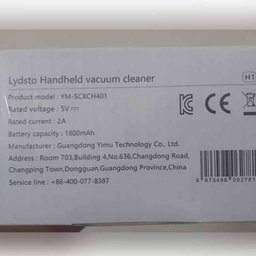 Lydsto Handheld vacuum cleaner
H1
Product model : YM-SCXCH401
Rated voltage : 5V⎓
Rated current : 2A
Battery capacity : 1800mAh
Manufacturer : Guangdong Yimu Technology Co., Ltd.
Address : Room 703,Building 4,No.636,Changdong Road,
Changping Town,Dongguan,Guangdong Province,China
Service line : +86-400-077-8387